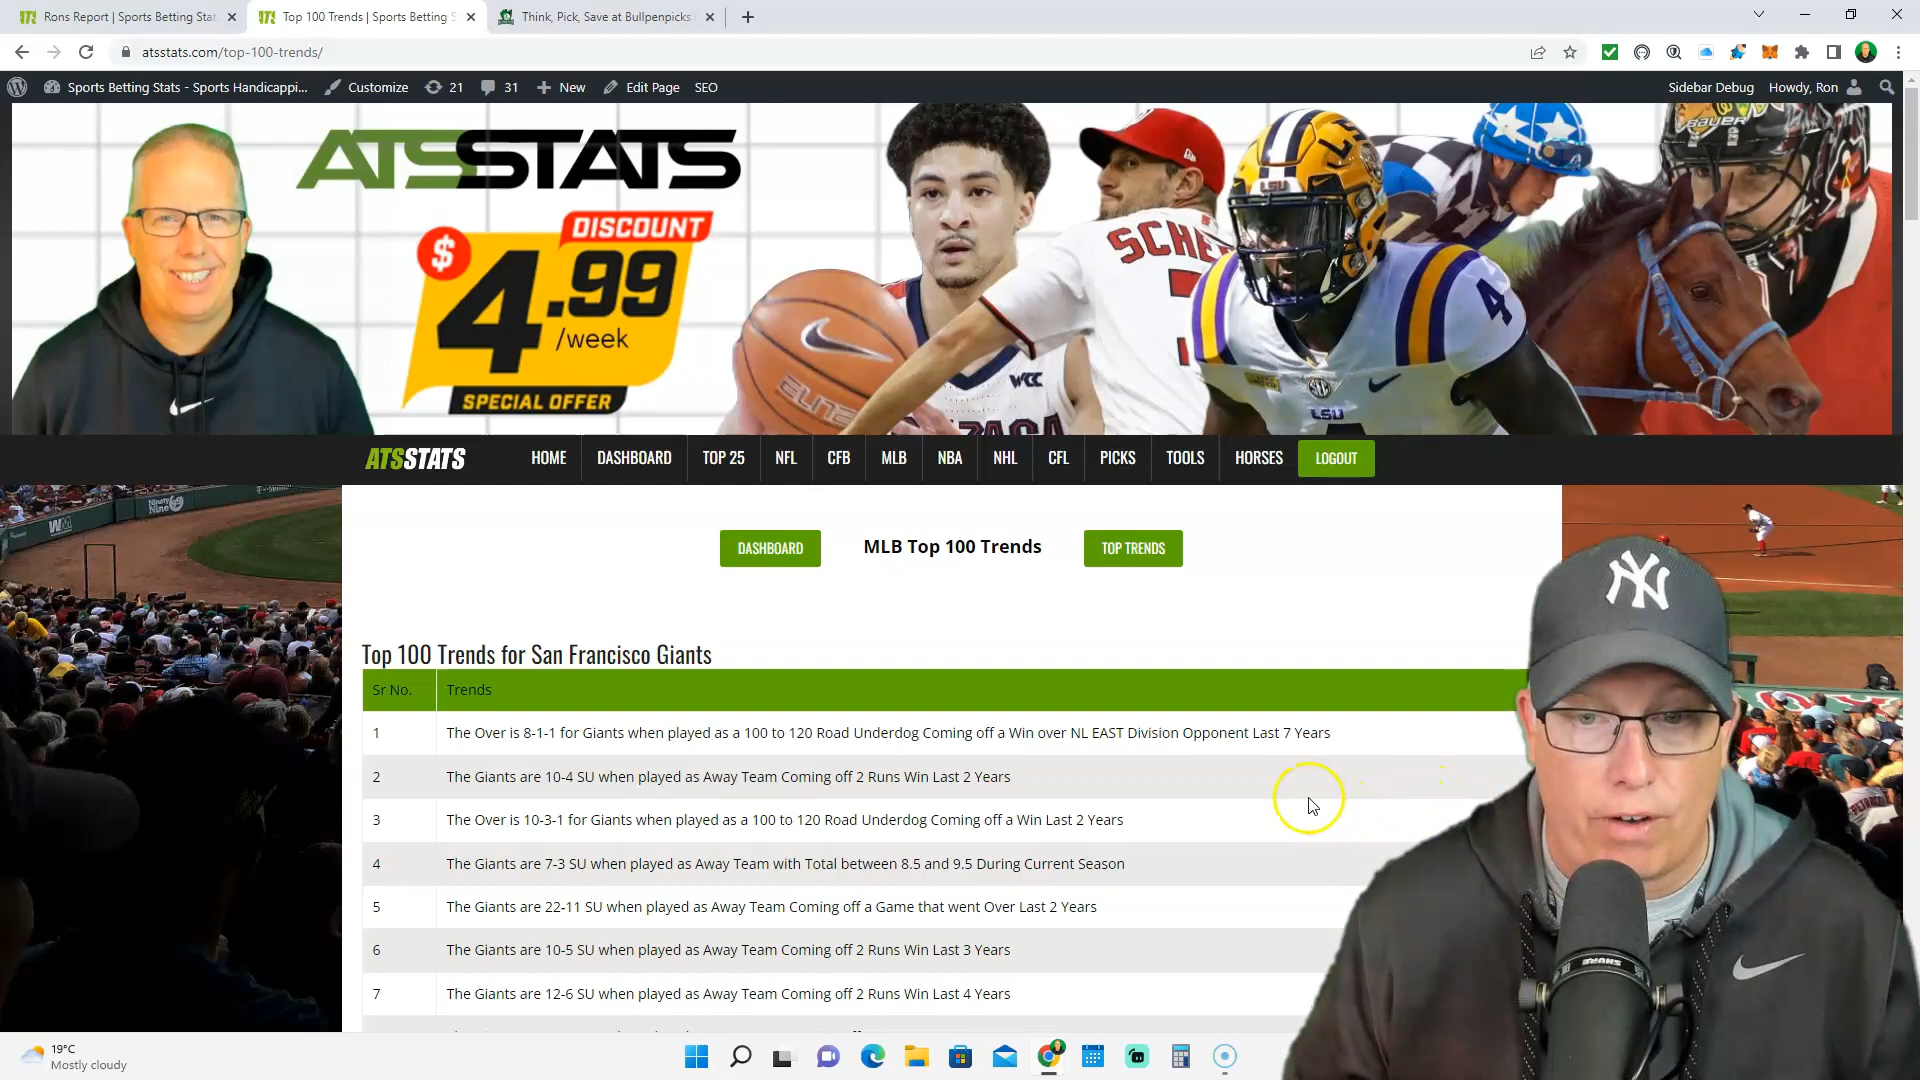 Rons Report | Sports Betting Stat
Top 100 Trends | Sports Betting S
Think, Pick, Save at Bullpenpicks.
atsstats.com/top-100-trends/
Sports Betting Stats - Sports Handicappi...
Customize
21
31
New
Edit Page
SEO
Sidebar Debug
Howdy, Ron
ATSSTATS
DISCOUNT
$
4.99
/week
SPECIAL OFFER
WCC
ELITE
SCHE
LSU
SEC
LSU
4
BAUER
ATSSTATS
HOME
DASHBOARD
TOP 25
NFL
CFB
MLB
NBA
NHL
CFL
PICKS
TOOLS
HORSES
LOGOUT
DASHBOARD
MLB Top 100 Trends
TOP TRENDS
Top 100 Trends for San Francisco Giants
Sr No.
Trends
1 The Over is 8-1-1 for Giants when played as a 100 to 120 Road Underdog Coming off a Win over NL EAST Division Opponent Last 7 Years
2 The Giants are 10-4 SU when played as Away Team Coming off 2 Runs Win Last 2 Years
3 The Over is 10-3-1 for Giants when played as a 100 to 120 Road Underdog Coming off a Win Last 2 Years
4 The Giants are 7-3 SU when played as Away Team with Total between 8.5 and 9.5 During Current Season
5 The Giants are 22-11 SU when played as Away Team Coming off a Game that went Over Last 2 Years
6 The Giants are 10-5 SU when played as Away Team Coming off 2 Runs Win Last 3 Years
7 The Giants are 12-6 SU when played as Away Team Coming off 2 Runs Win Last 4 Years
NY
SHURE
19°C
Mostly cloudy